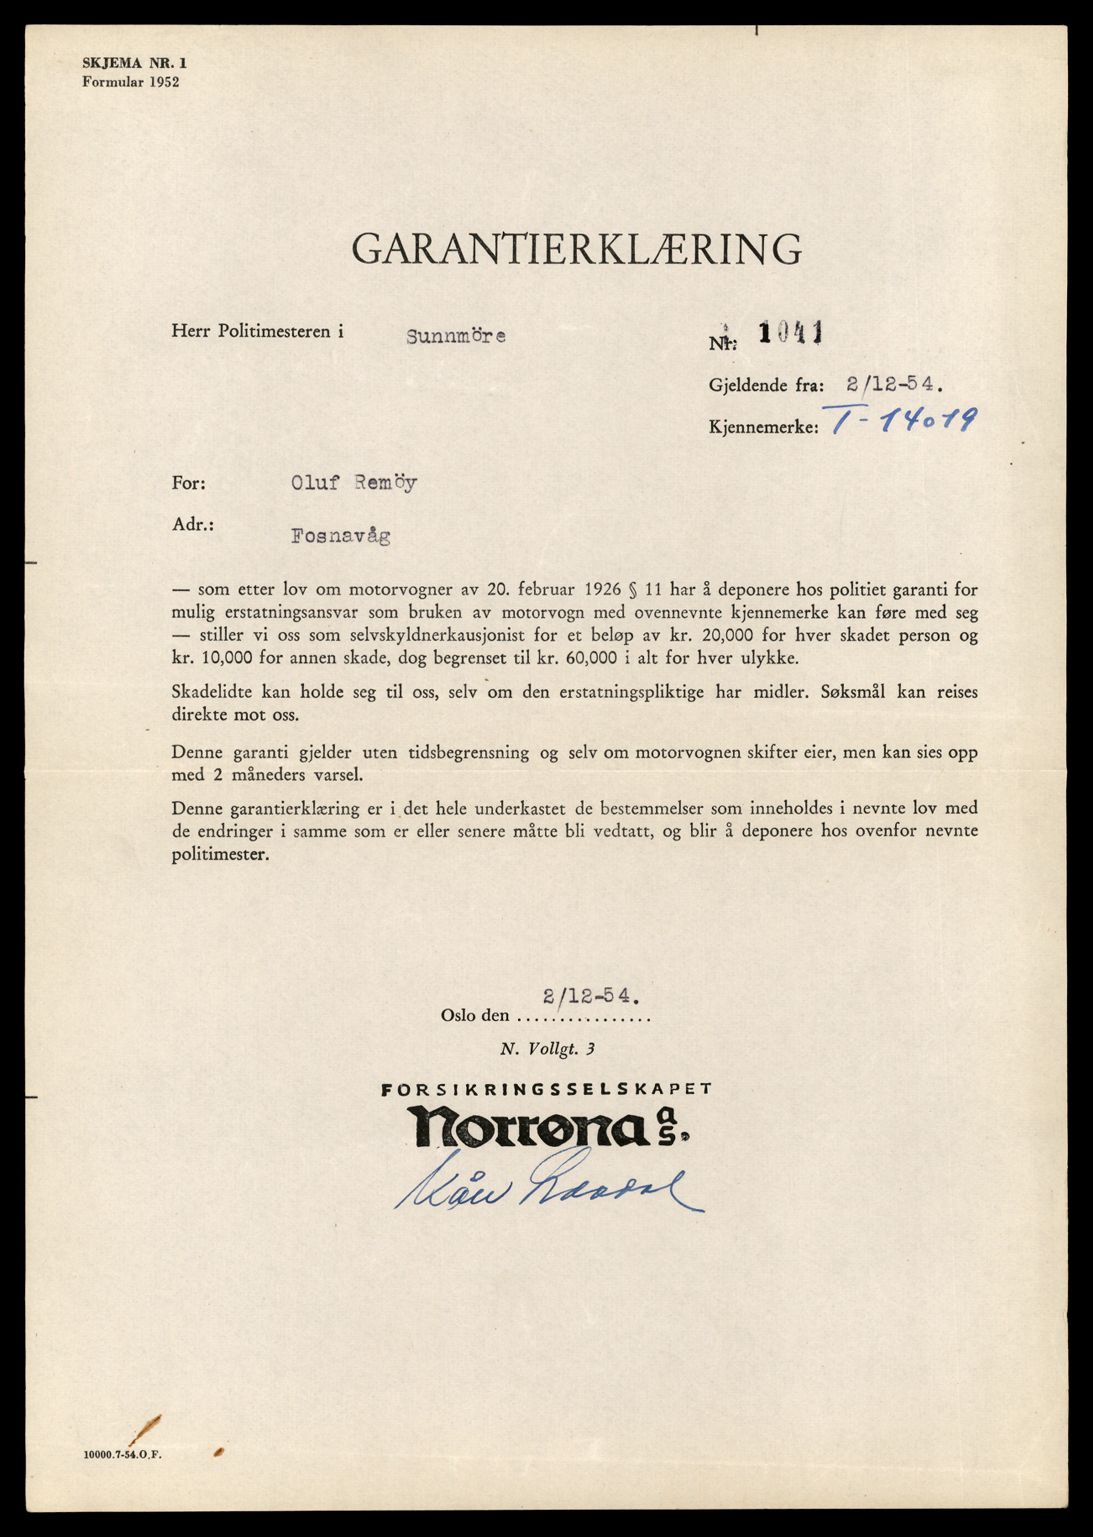 SKJEMA NR. 1
Formular 1952
GARANTIERKLÆRING
Herr Politimesteren i Sunnmöre
Nr: 1041
Gjeldende fra: 2/12-54.
Kjennemerke: T-14019
For: Oluf Remöy
Adr.: Fosnavåg
— som etter lov om motorvogner av 20. februar 1926 § 11 har å deponere hos politiet garanti for
mulig erstatningsansvar som bruken av motorvogn med ovennevnte kjennemerke kan føre med seg
— stiller vi oss som selvskyldnerkausjonist for et beløp av kr. 20,000 for hver skadet person og
kr. 10,000 for annen skade, dog begrenset til kr. 60,000 i alt for hver ulykke.
Skadelidte kan holde seg til oss, selv om den erstatningspliktige har midler. Søksmål kan reises
direkte mot oss.
Denne garanti gjelder uten tidsbegrensning og selv om motorvognen skifter eier, men kan sies opp
med 2 måneders varsel.
Denne garantierklæring er i det hele underkastet de bestemmelser som inneholdes i nevnte lov med
de endringer i samme som er eller senere måtte bli vedtatt, og blir å deponere hos ovenfor nevnte
politimester.
2/12-54.
Oslo den ................
N. Vollgt. 3
FORSIKRINGSSELSKAPET
Norrøna a/s.
10000.7-54.O.F.